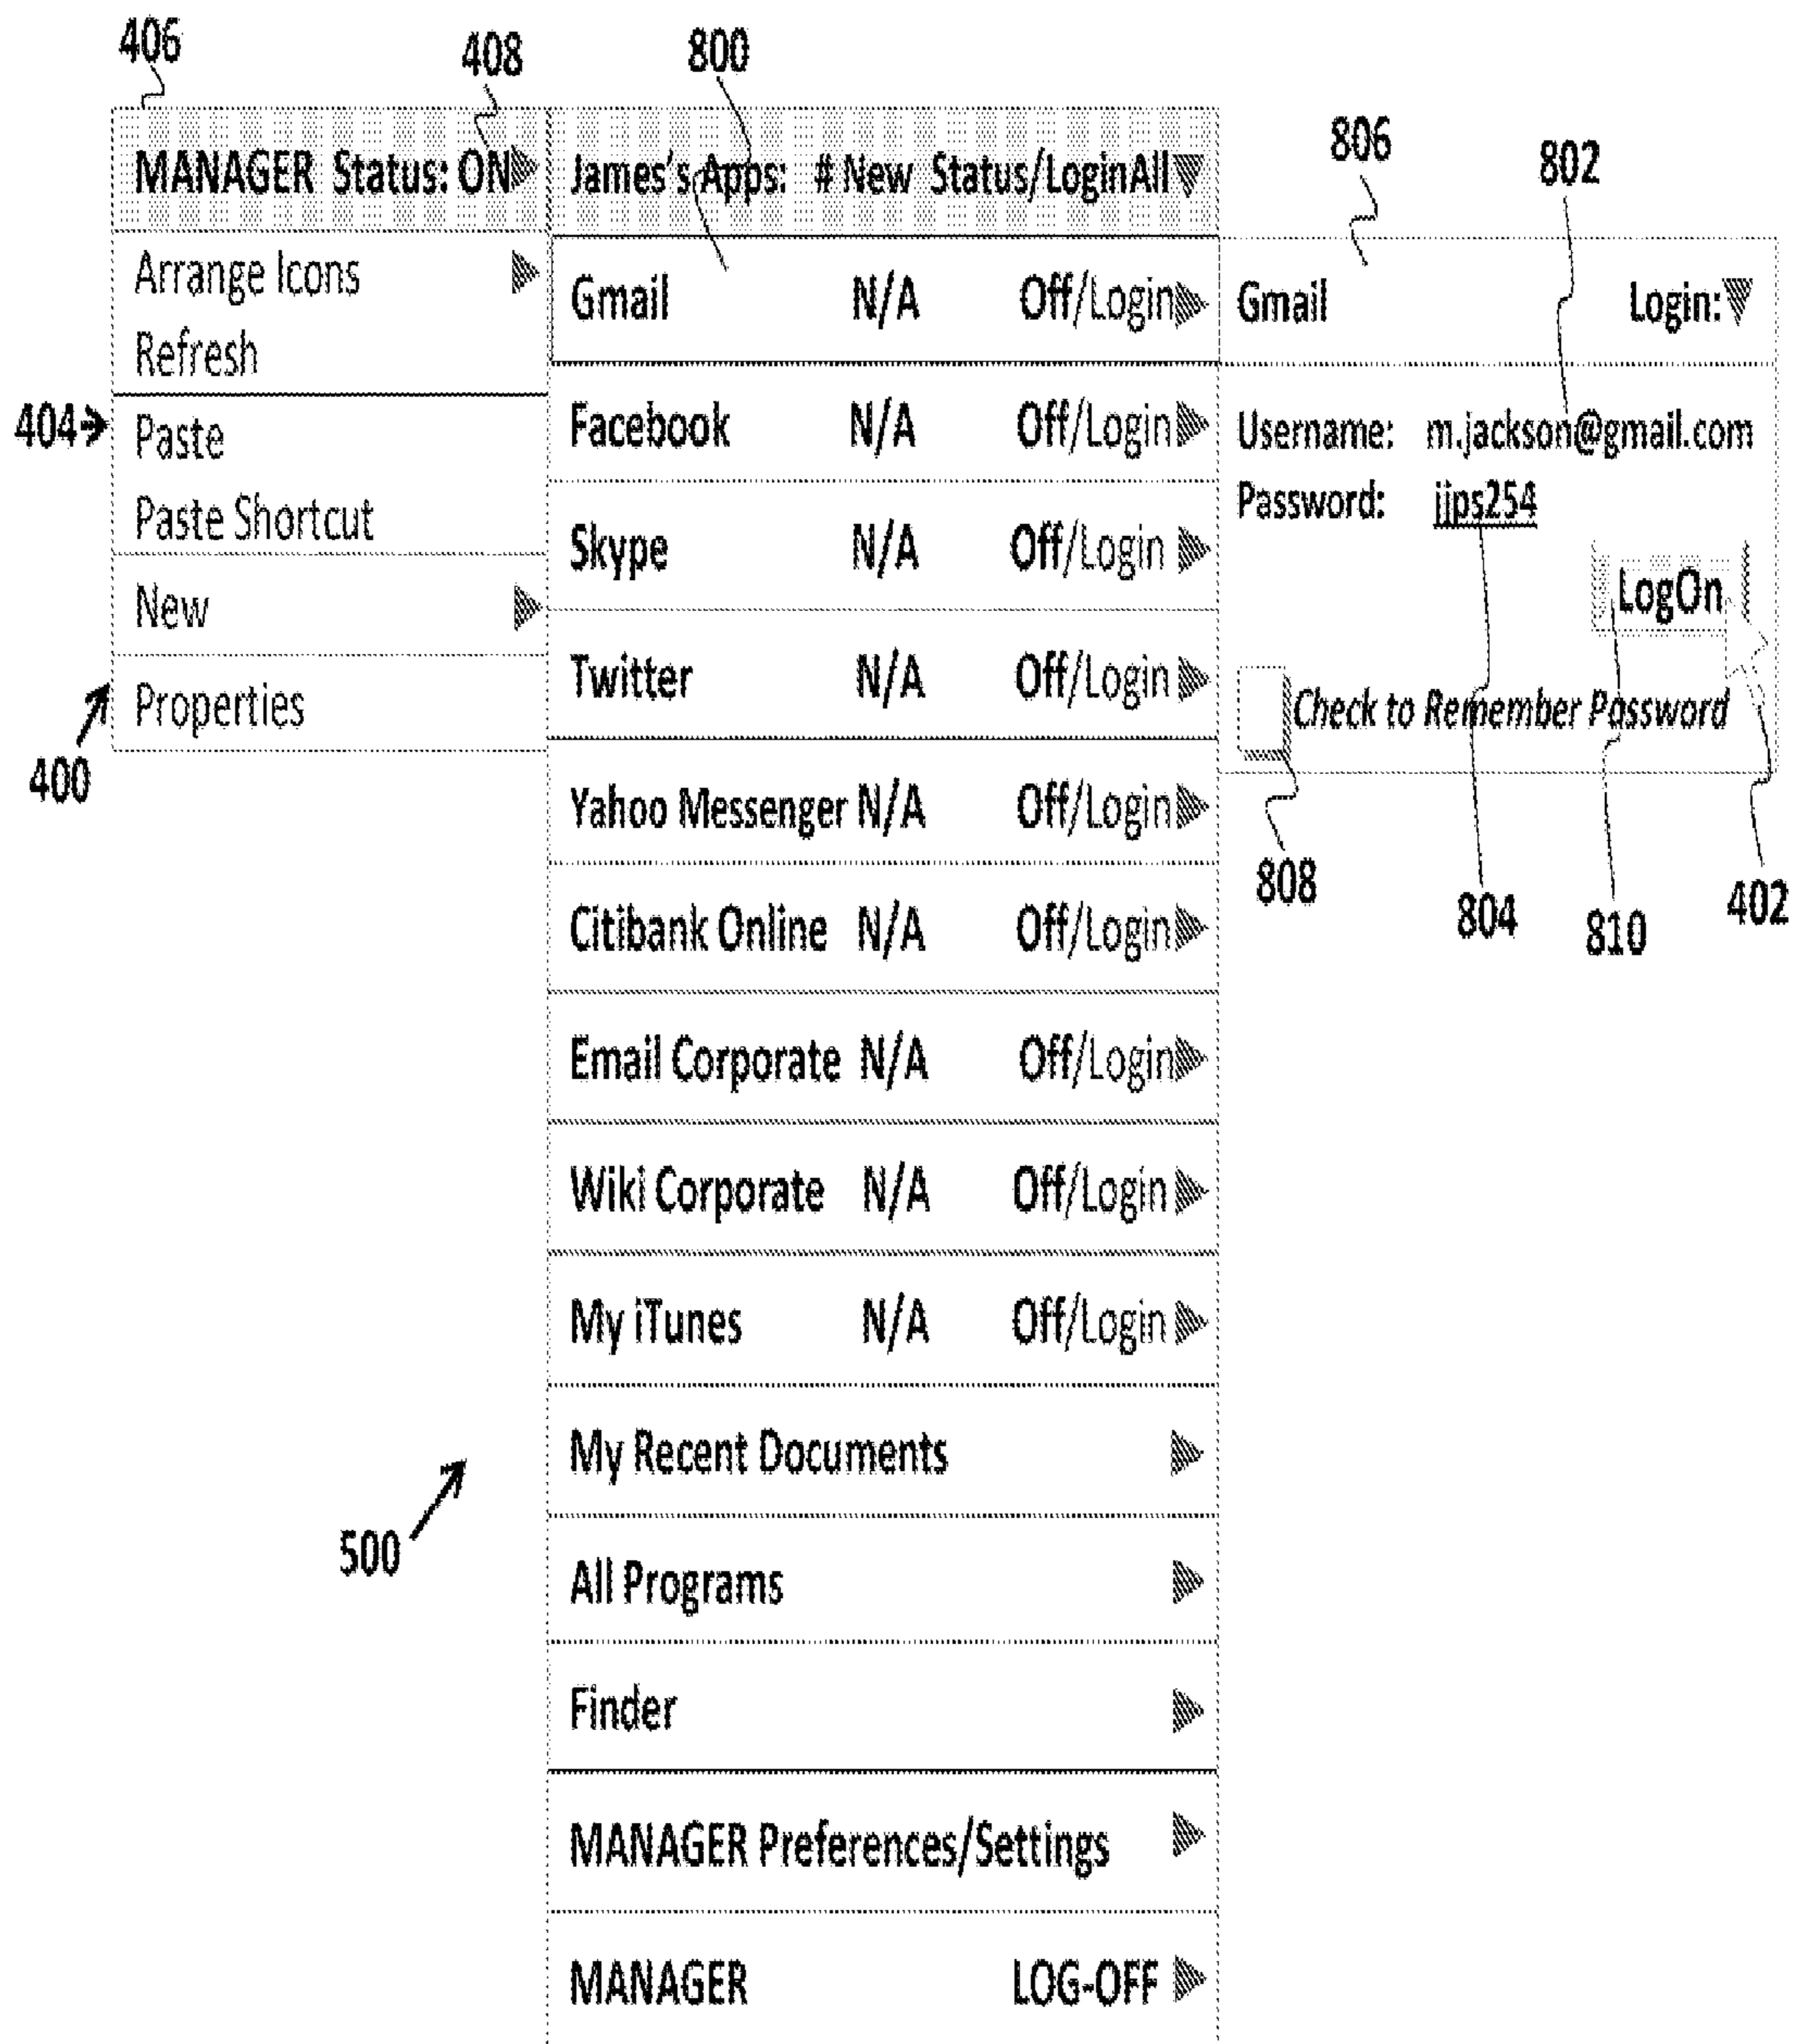 406
408
800
806
802
MANAGER Status: ON
James's Apps: # New Status/LoginAll
Arrange Icons
Refresh
404
Paste
Paste Shortcut
New
Properties
400
Gmail N/A Off/Login
Facebook N/A Off/Login
Skype N/A Off/Login
Twitter N/A Off/Login
Yahoo Messenger N/A Off/Login
Citibank Online N/A Off/Login
Email Corporate N/A Off/Login
Wiki Corporate N/A Off/Login
My iTunes N/A Off/Login
My Recent Documents
500
All Programs
Finder
MANAGER Preferences/Settings
MANAGER LOG-OFF
Gmail Login:
Username: m.jackson@gmail.com
Password: jjps254
LogOn
Check to Remember Password
808
804
810
402